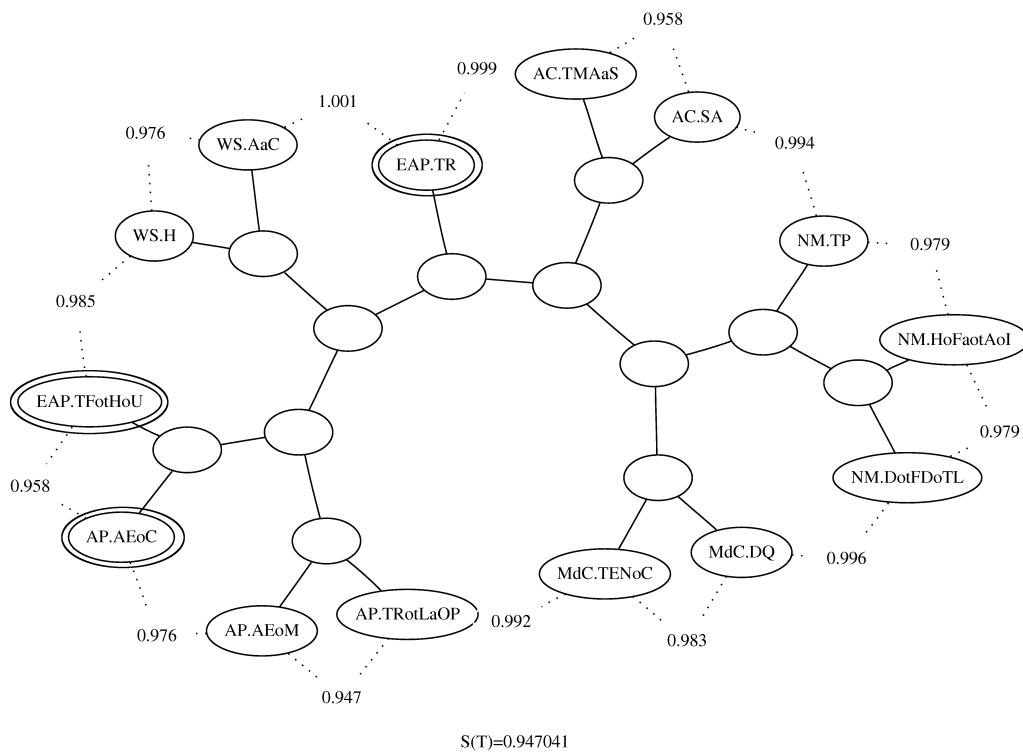 0.958
0.999
AC.TMAaS
1.001
AC.SA
0.976
WS.AaC
0.994
EAP.TR
WS.H
NM.TP
0.979
0.985
NM.HoFaotAoI
EAP.TFotHoU
0.979
NM.DotFDoTL
0.958
AP.AEoC
MdC.DQ
0.996
MdC.TENoC
AP.TRotLaOP
0.992
AP.AEoM
0.976
0.983
0.947
S(T)=0.947041